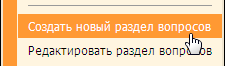 Создать новый раздел вопросов
Редактировать раздел вопросов